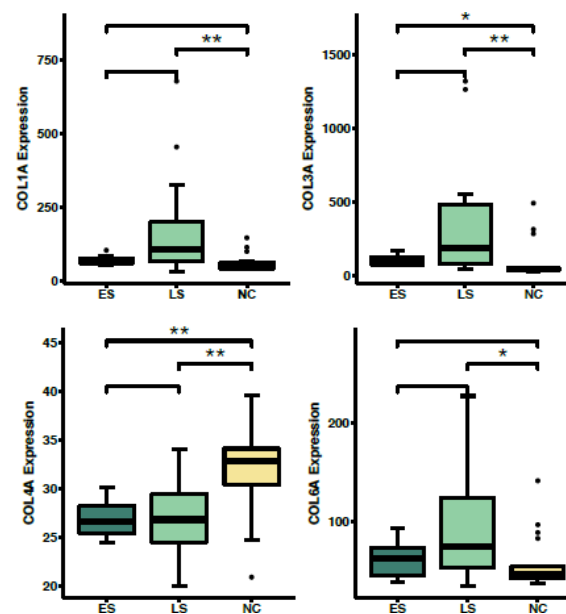 COL1A Expression
**
750
500
250
0
ES LS NC
COL3A Expression
*
**
1500
1000
500
0
ES LS NC
COL4A Expression
**
**
45
40
35
30
25
20
ES LS NC
COL6A Expression
*
200
100
ES LS NC